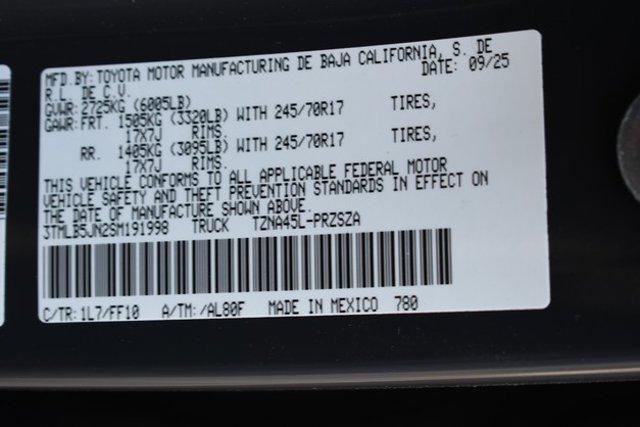 MFD.BY:TOYOTA MOTOR MANUFACTURING DE BAJA CALIFORNIA, S. DE
R.L. DE C.V. DATE: 09/25
GVWR: 2725KG (6005LB)
GAWR: FRT. 1505KG (3320LB) WITH 245/70R17 TIRES,
17X7J RIMS.
RR. 1405KG (3095LB) WITH 245/70R17 TIRES,
17X7J RIMS.
THIS VEHICLE CONFORMS TO ALL APPLICABLE FEDERAL MOTOR
VEHICLE SAFETY AND THEFT PREVENTION STANDARDS IN EFFECT ON
THE DATE OF MANUFACTURE SHOWN ABOVE.
3TMLB5JN2SM191998 TRUCK TZNA45L-PRZSZA
C/TR:1L7/FF10 A/TM:/AL80F MADE IN MEXICO 780